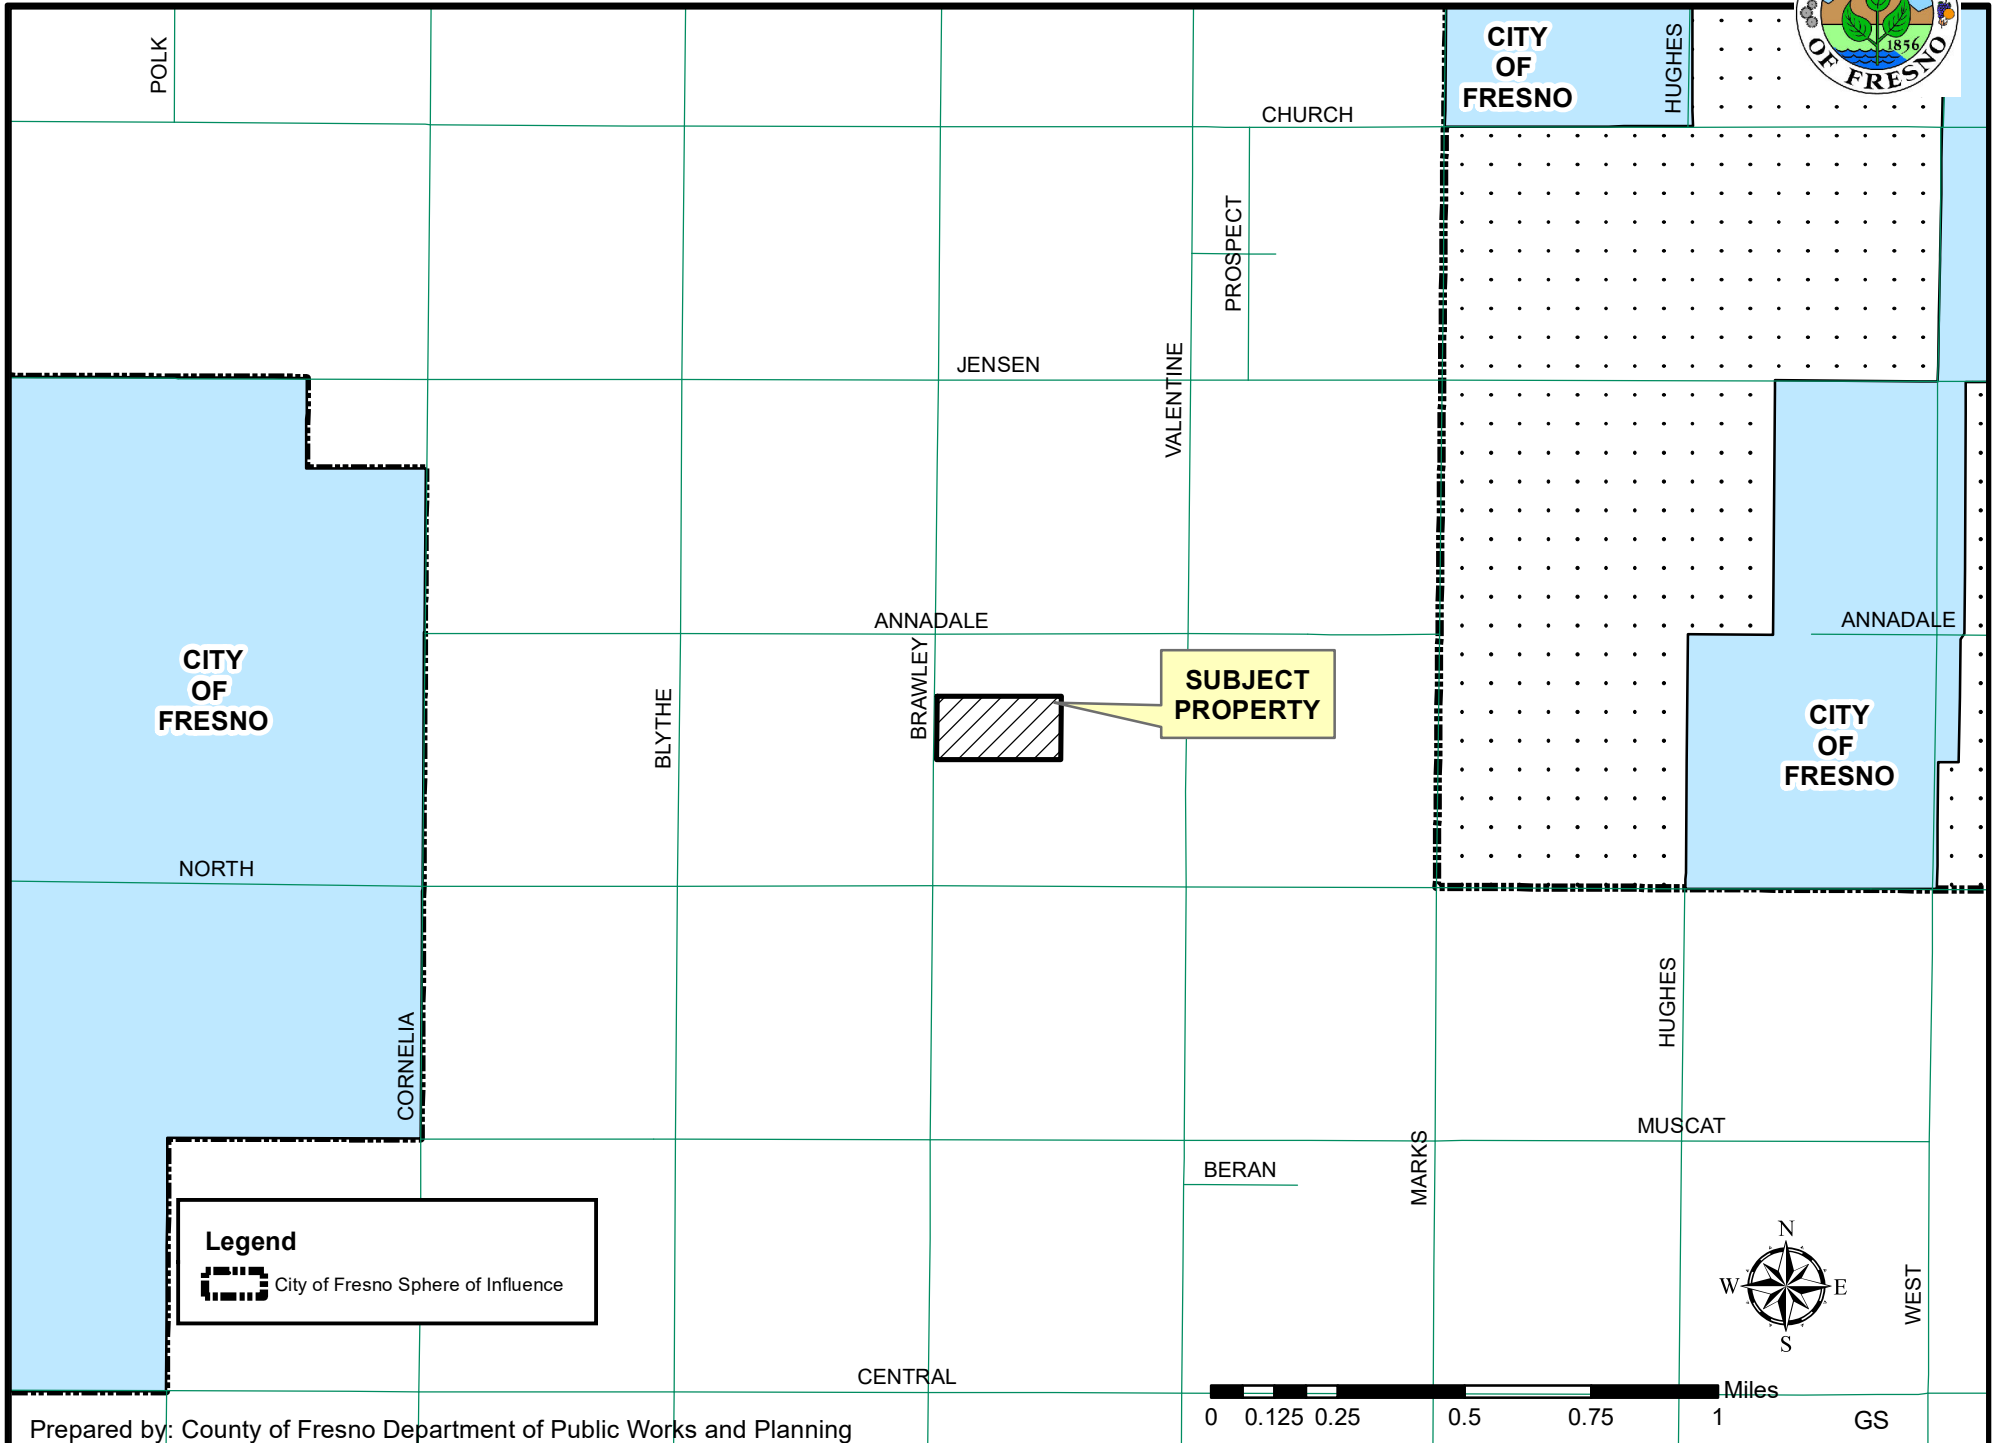 POLK
CITY
OF
FRESNO
HUGHES
1856
OF FRESNO
CHURCH
PROSPECT
JENSEN
VALENTINE
ANNADALE
ANNADALE
BRAWLEY
SUBJECT
PROPERTY
CITY
OF
FRESNO
BLYTHE
CITY
OF
FRESNO
NORTH
CORNELIA
HUGHES
MUSCAT
MARKS
BERAN
Legend
City of Fresno Sphere of Influence
N
W
E
S
WEST
CENTRAL
Miles
0 0.125 0.25 0.5 0.75 1
GS
Prepared by: County of Fresno Department of Public Works and Planning